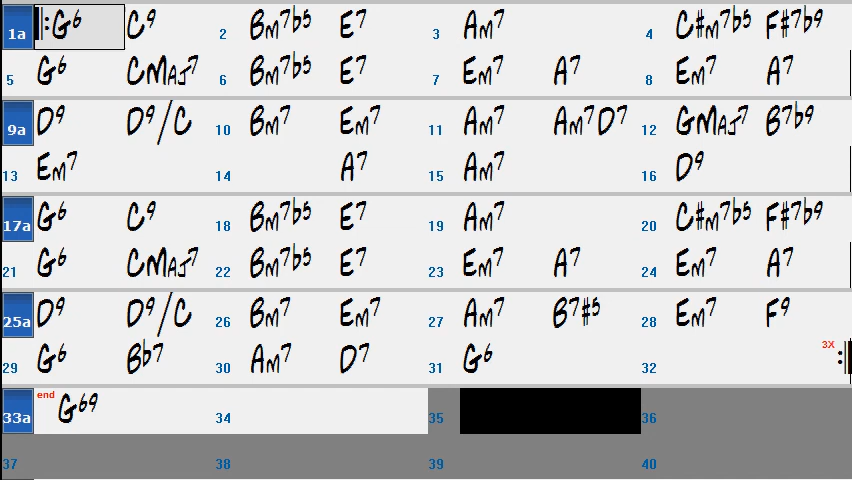 1a G6 C9 2 Bm7b5 E7 3 Am7 4 C#m7b5 F#7b9
5 G6 CMAJ7 6 Bm7b5 E7 7 Em7 A7 8 Em7 A7
9a D9 D9/C 10 Bm7 Em7 11 Am7 Am7 D7 12 GMAJ7 B7b9
13 Em7 14 A7 15 Am7 16 D9
17a G6 C9 18 Bm7b5 E7 19 Am7 20 C#m7b5 F#7b9
21 G6 CMAJ7 22 Bm7b5 E7 23 Em7 A7 24 Em7 A7
25a D9 D9/C 26 Bm7 Em7 27 Am7 B7#5 28 Em7 F9
29 G6 Bb7 30 Am7 D7 31 G6 32 3X
33a end G69 34 35 36
37 38 39 40